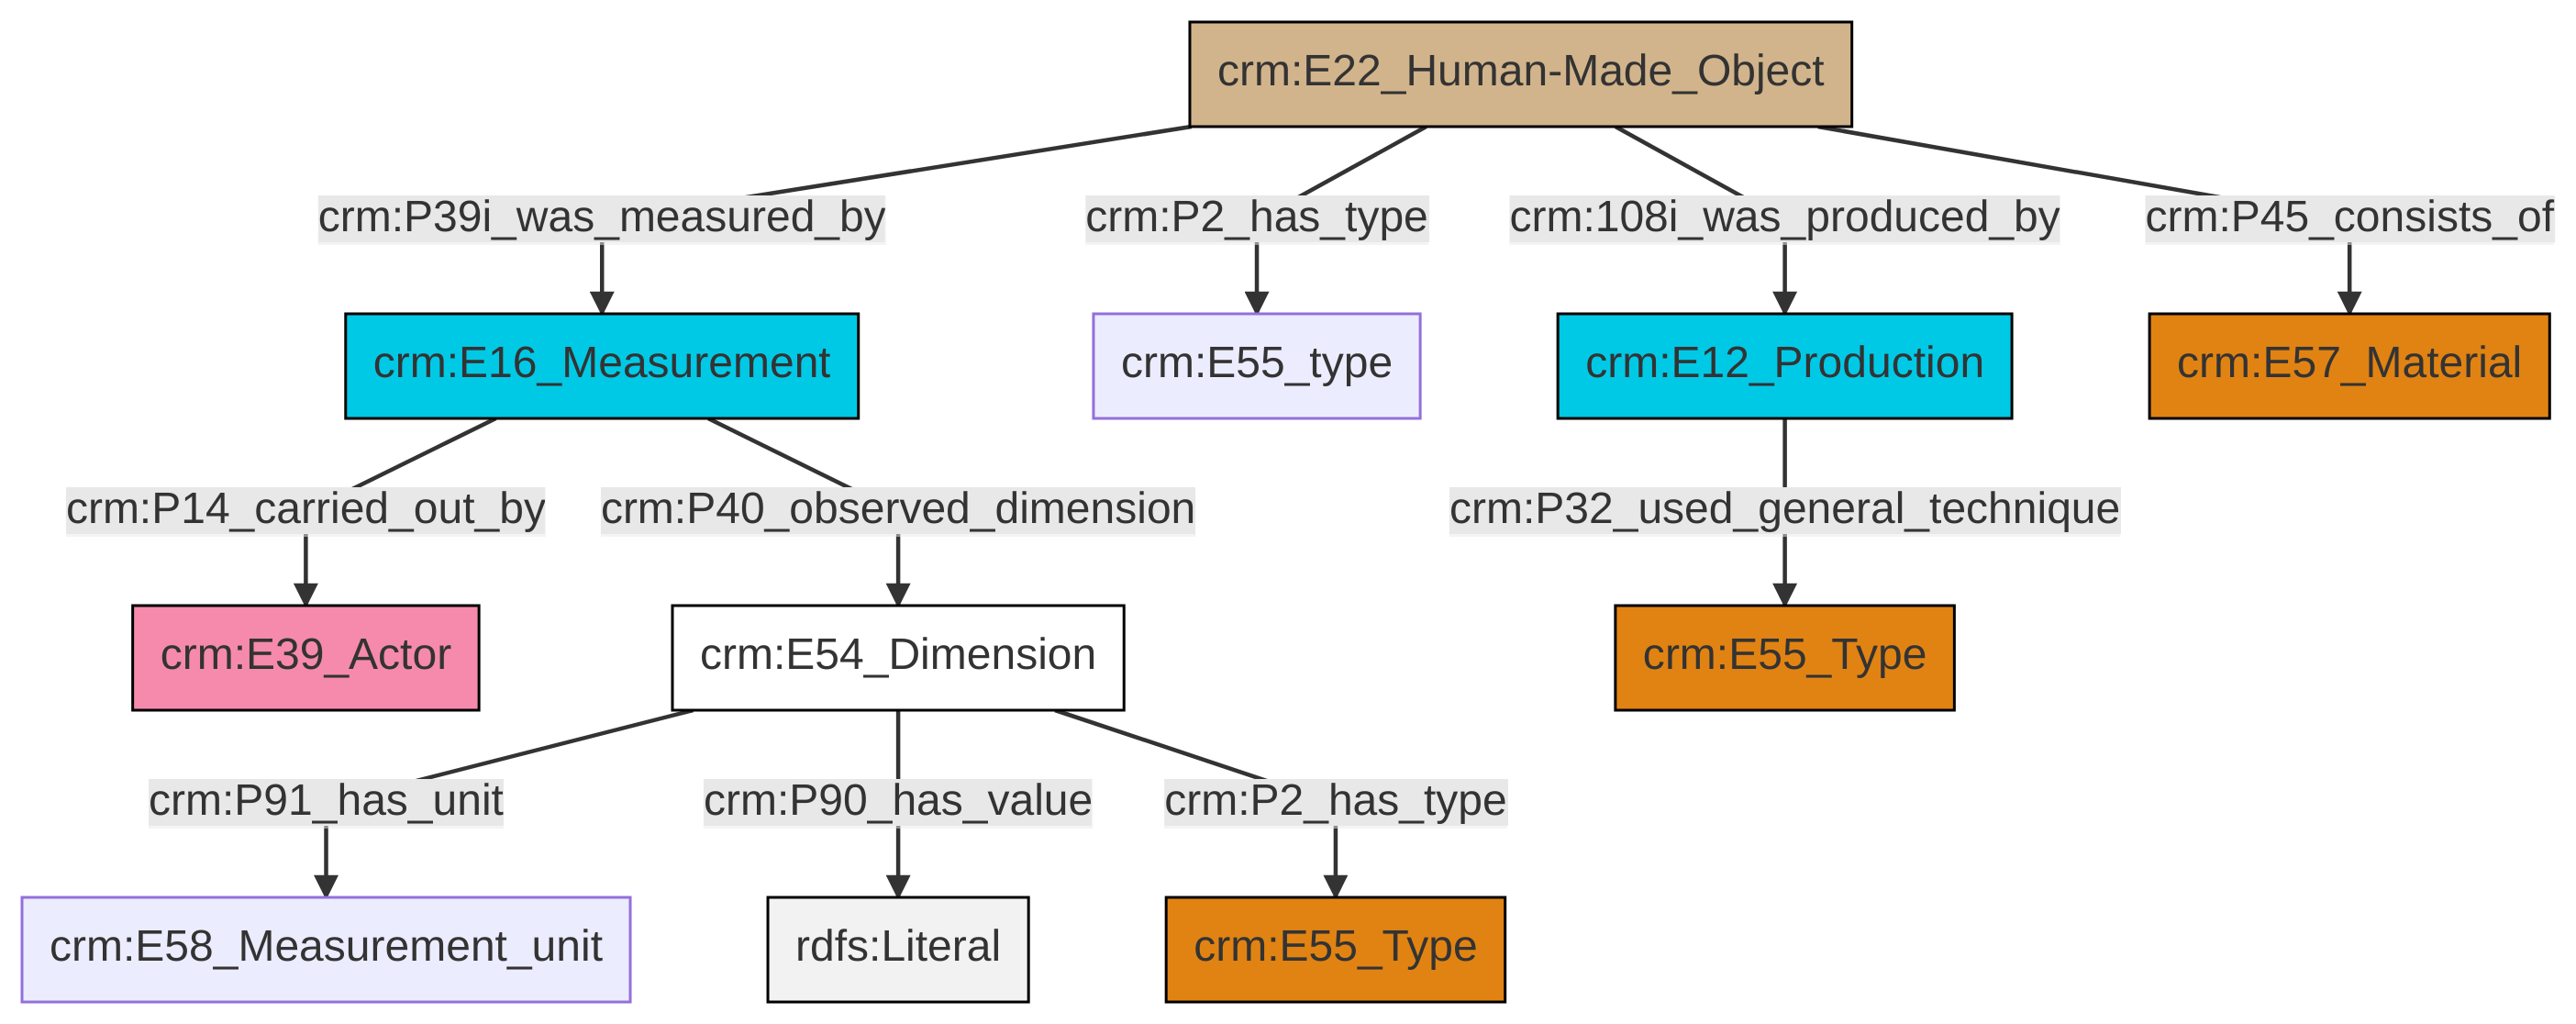 crm:E22_Human-Made_Object
crm:P39i_was_measured_by
crm:P2_has_type
crm:108i_was_produced_by
crm:P45_consists_of
crm:E16_Measurement
crm:E55_type
crm:E12_Production
crm:E57_Material
crm:P14_carried_out_by
crm:P40_observed_dimension
crm:P32_used_general_technique
crm:E39_Actor
crm:E54_Dimension
crm:E55_Type
crm:P91_has_unit
crm:P90_has_value
crm:P2_has_type
crm:E58_Measurement_unit
rdfs:Literal
crm:E55_Type